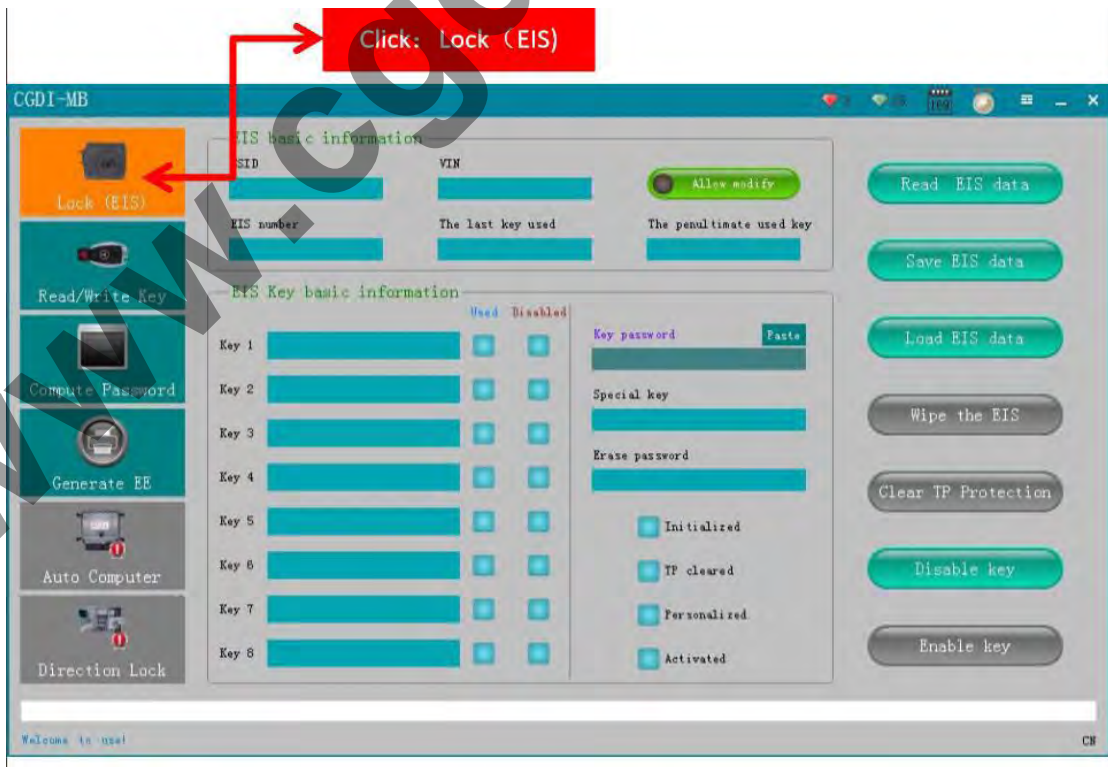 Click: Lock（EIS)
CGDI-MB
169
Lock (EIS)
Read/Write Key
Compute Password
Generate EE
Auto Computer
Direction Lock
EIS basic information
SSID
VIN
Allow modify
EIS number
The last key used
The penultimate used key
EIS Key basic information
Used Disabled
Key 1
Key 2
Key 3
Key 4
Key 5
Key 6
Key 7
Key 8
Key password
Paste
Special key
Erase password
Initialized
TP cleared
Personalized
Activated
Read EIS data
Save EIS data
Load EIS data
Wipe the EIS
Clear TP Protection
Disable key
Enable key
Welcome to use!
CN